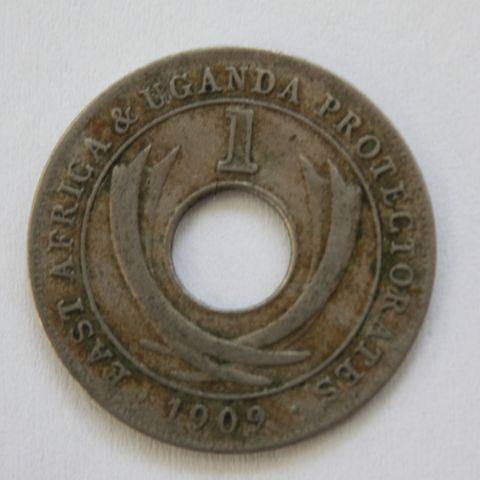 EAST AFRICA & UGANDA PROTECTORATES
1
· 1909 ·